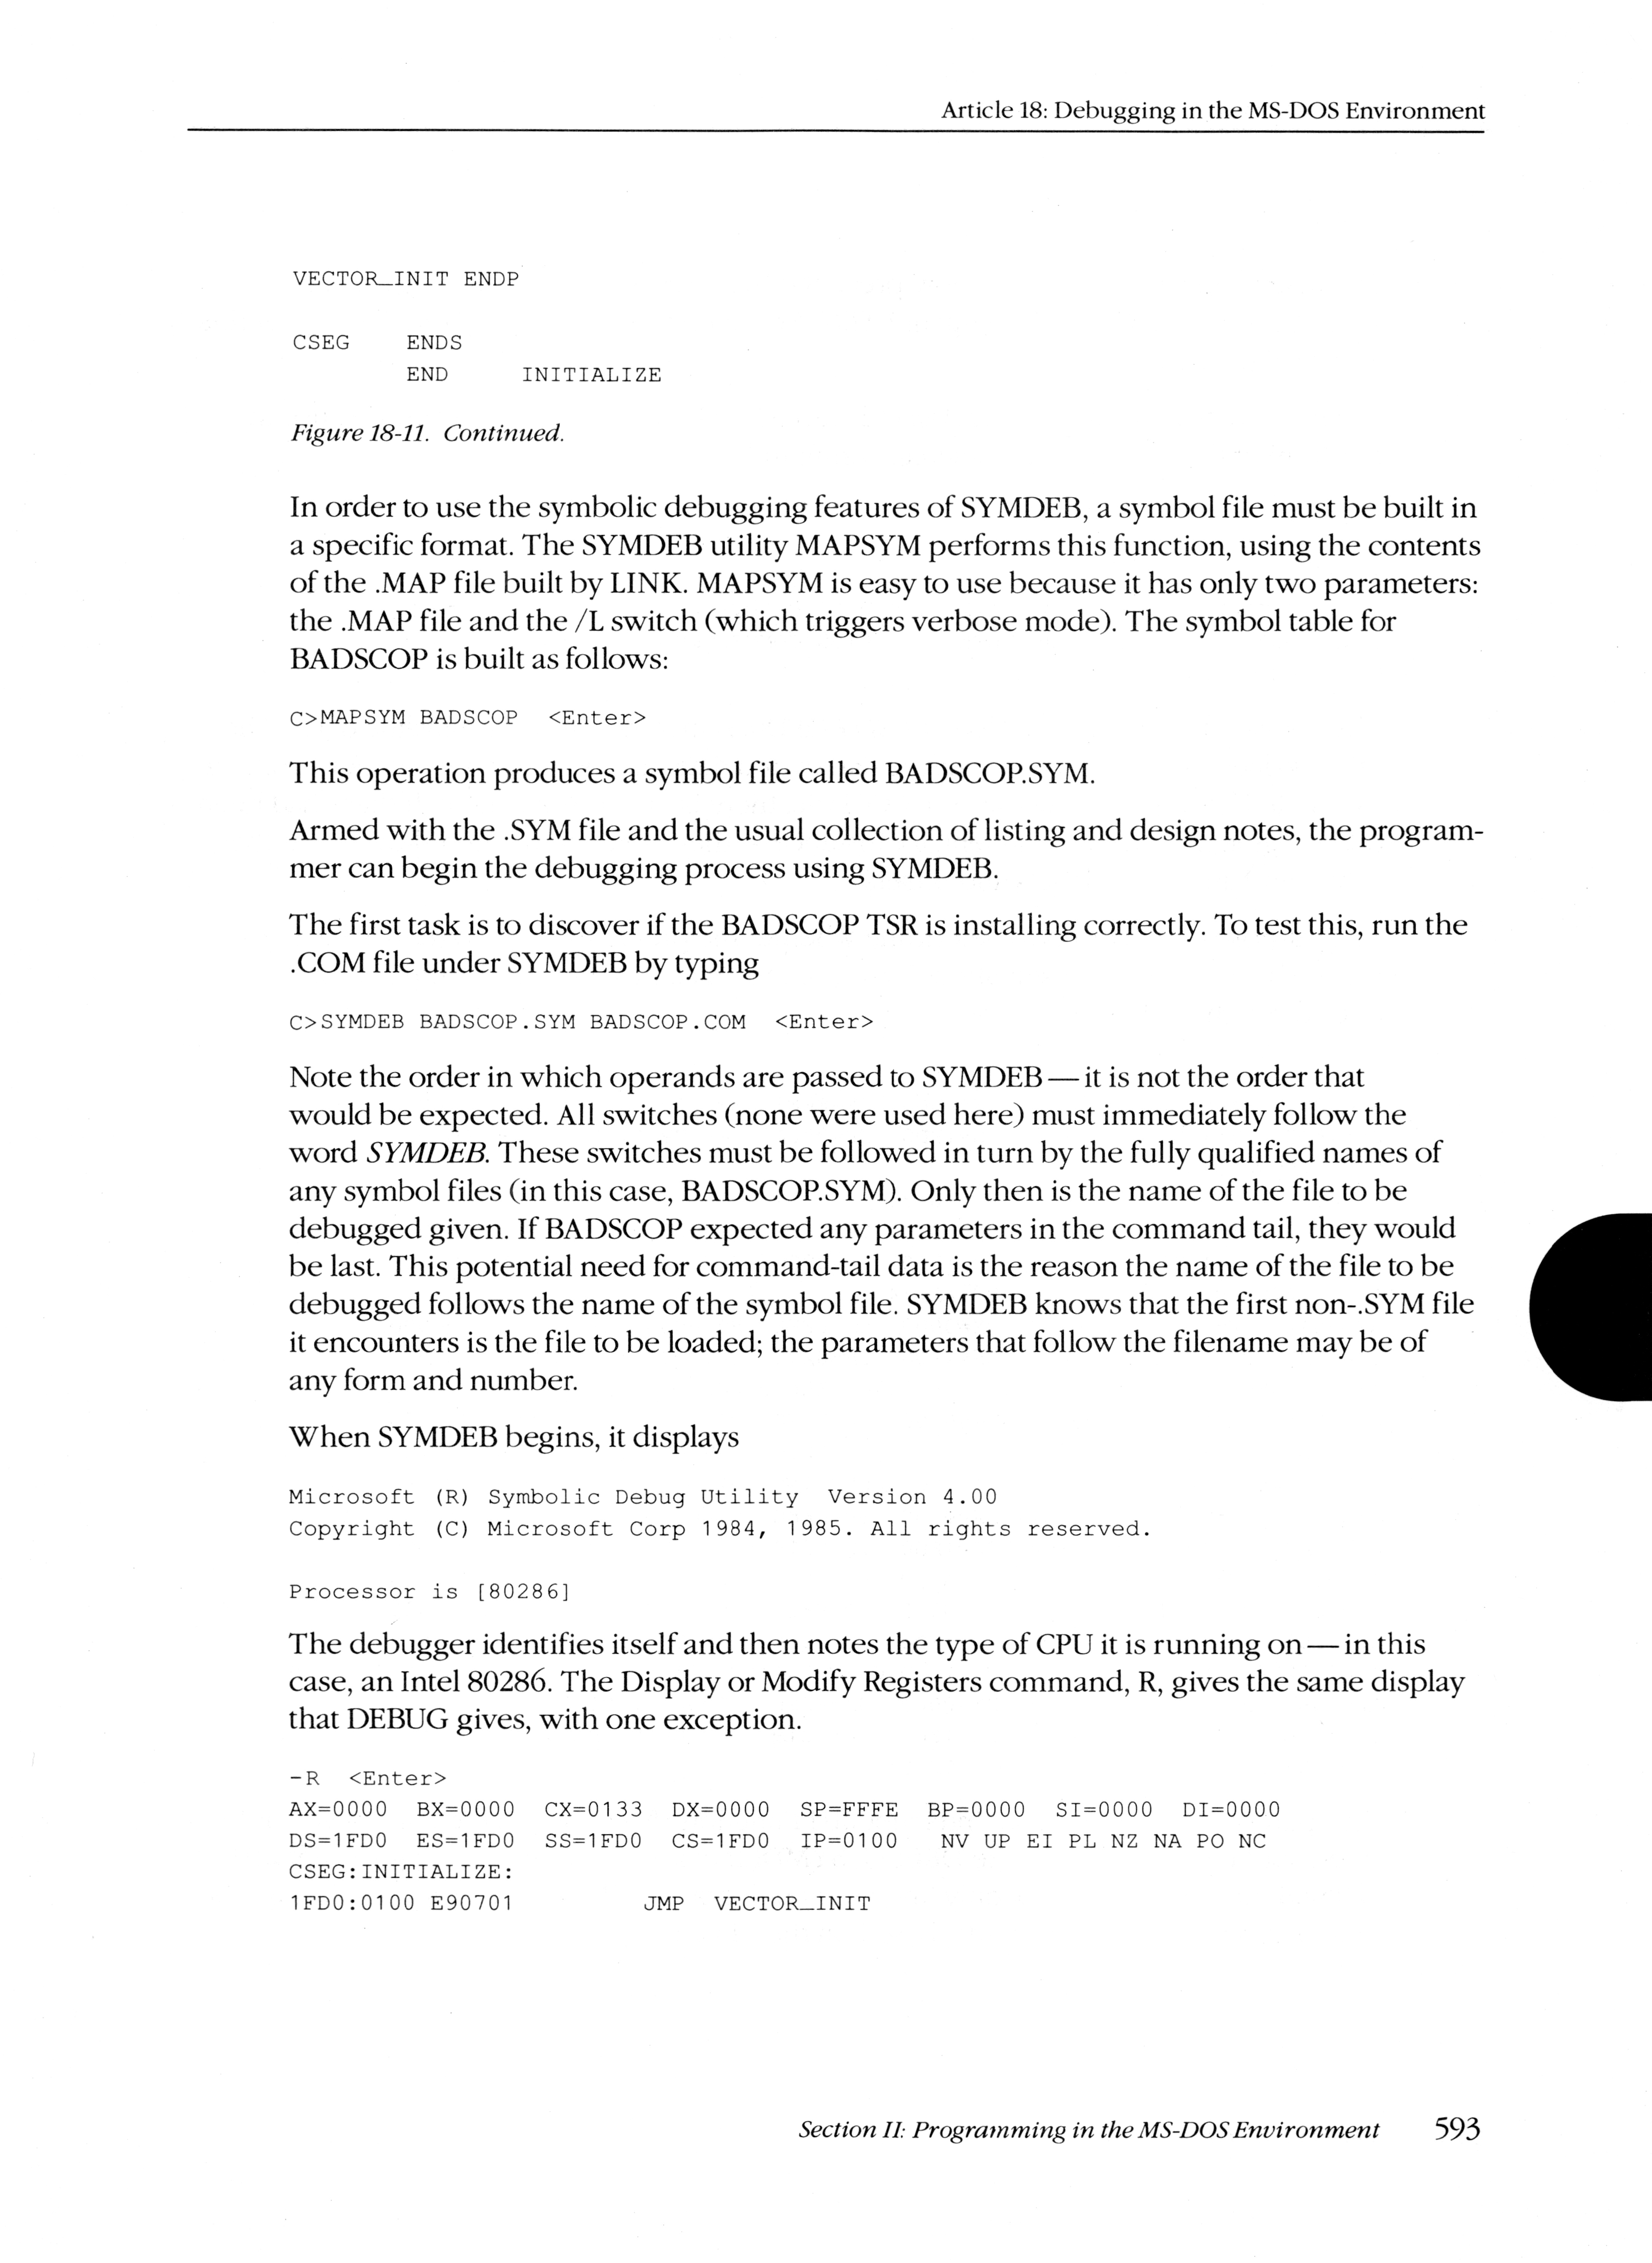 Article 18: Debugging in the MS-DOS Environment
VECTOR_INIT ENDP
CSEG    ENDS
        END     INITIALIZE
Figure 18-11. Continued.
In order to use the symbolic debugging features of SYMDEB, a symbol file must be built in
a specific format. The SYMDEB utility MAPSYM performs this function, using the contents
of the .MAP file built by LINK. MAPSYM is easy to use because it has only two parameters:
the .MAP file and the /L switch (which triggers verbose mode). The symbol table for
BADSCOP is built as follows:
C>MAPSYM BADSCOP  <Enter>
This operation produces a symbol file called BADSCOP.SYM.
Armed with the .SYM file and the usual collection of listing and design notes, the program-
mer can begin the debugging process using SYMDEB.
The first task is to discover if the BADSCOP TSR is installing correctly. To test this, run the
.COM file under SYMDEB by typing
C>SYMDEB BADSCOP.SYM BADSCOP.COM  <Enter>
Note the order in which operands are passed to SYMDEB — it is not the order that
would be expected. All switches (none were used here) must immediately follow the
word SYMDEB. These switches must be followed in turn by the fully qualified names of
any symbol files (in this case, BADSCOP.SYM). Only then is the name of the file to be
debugged given. If BADSCOP expected any parameters in the command tail, they would
be last. This potential need for command-tail data is the reason the name of the file to be
debugged follows the name of the symbol file. SYMDEB knows that the first non-.SYM file
it encounters is the file to be loaded; the parameters that follow the filename may be of
any form and number.
When SYMDEB begins, it displays
Microsoft (R) Symbolic Debug Utility  Version 4.00
Copyright (C) Microsoft Corp 1984, 1985. All rights reserved.
Processor is [80286]
The debugger identifies itself and then notes the type of CPU it is running on — in this
case, an Intel 80286. The Display or Modify Registers command, R, gives the same display
that DEBUG gives, with one exception.
-R  <Enter>
AX=0000  BX=0000  CX=0133  DX=0000  SP=FFFE  BP=0000  SI=0000  DI=0000
DS=1FD0  ES=1FD0  SS=1FD0  CS=1FD0  IP=0100   NV UP EI PL NZ NA PO NC
CSEG:INITIALIZE:
1FD0:0100 E90701         JMP  VECTOR_INIT
Section II: Programming in the MS-DOS Environment    593